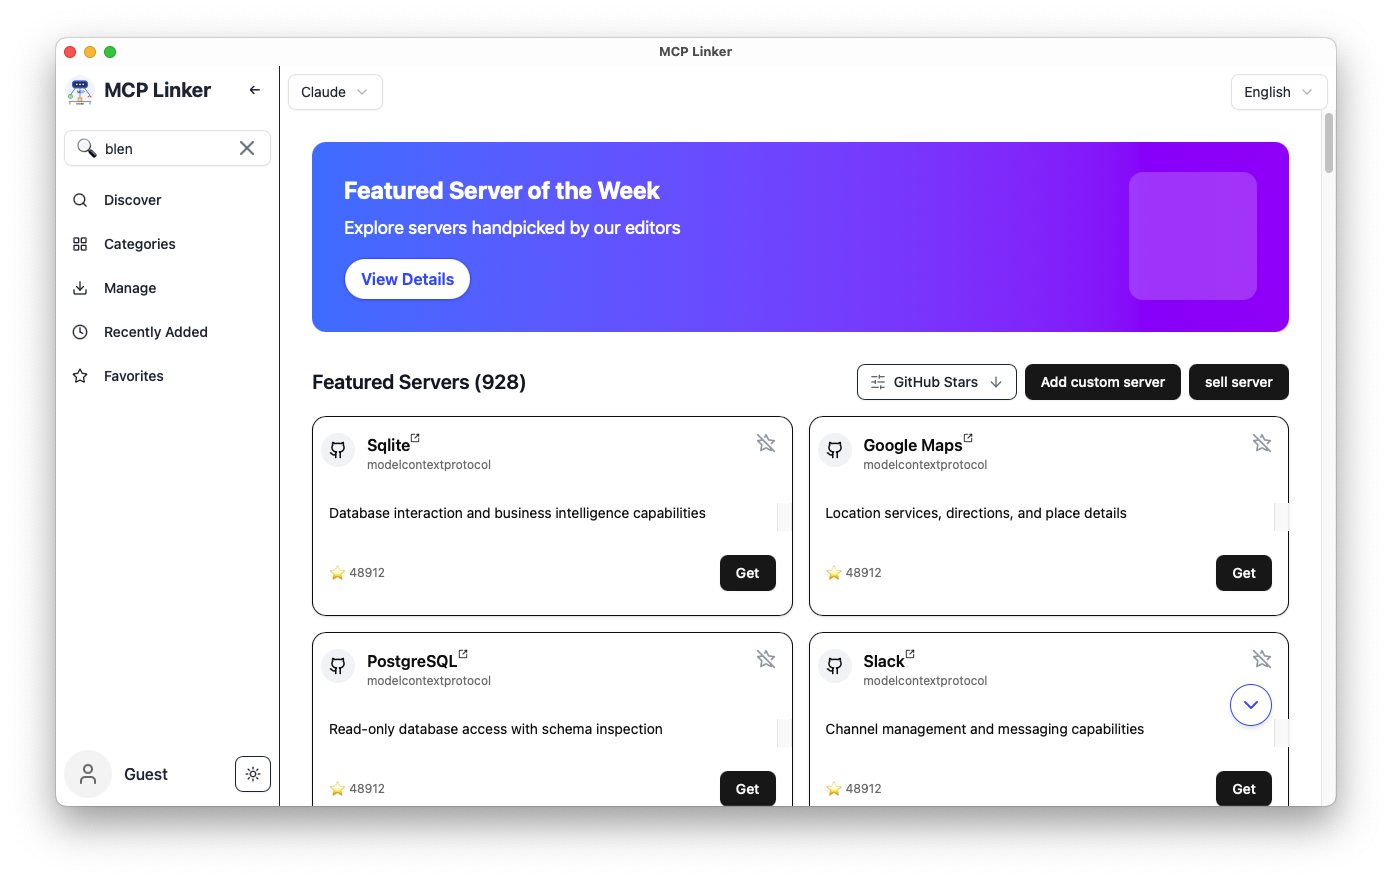 MCP Linker
MCP Linker
Claude
English
blen
Discover
Categories
Manage
Recently Added
Favorites
Guest
Featured Server of the Week
Explore servers handpicked by our editors
View Details
Featured Servers (928)
GitHub Stars
Add custom server
sell server
Sqlite
modelcontextprotocol
Database interaction and business intelligence capabilities
48912
Get
Google Maps
modelcontextprotocol
Location services, directions, and place details
48912
Get
PostgreSQL
modelcontextprotocol
Read-only database access with schema inspection
48912
Get
Slack
modelcontextprotocol
Channel management and messaging capabilities
48912
Get